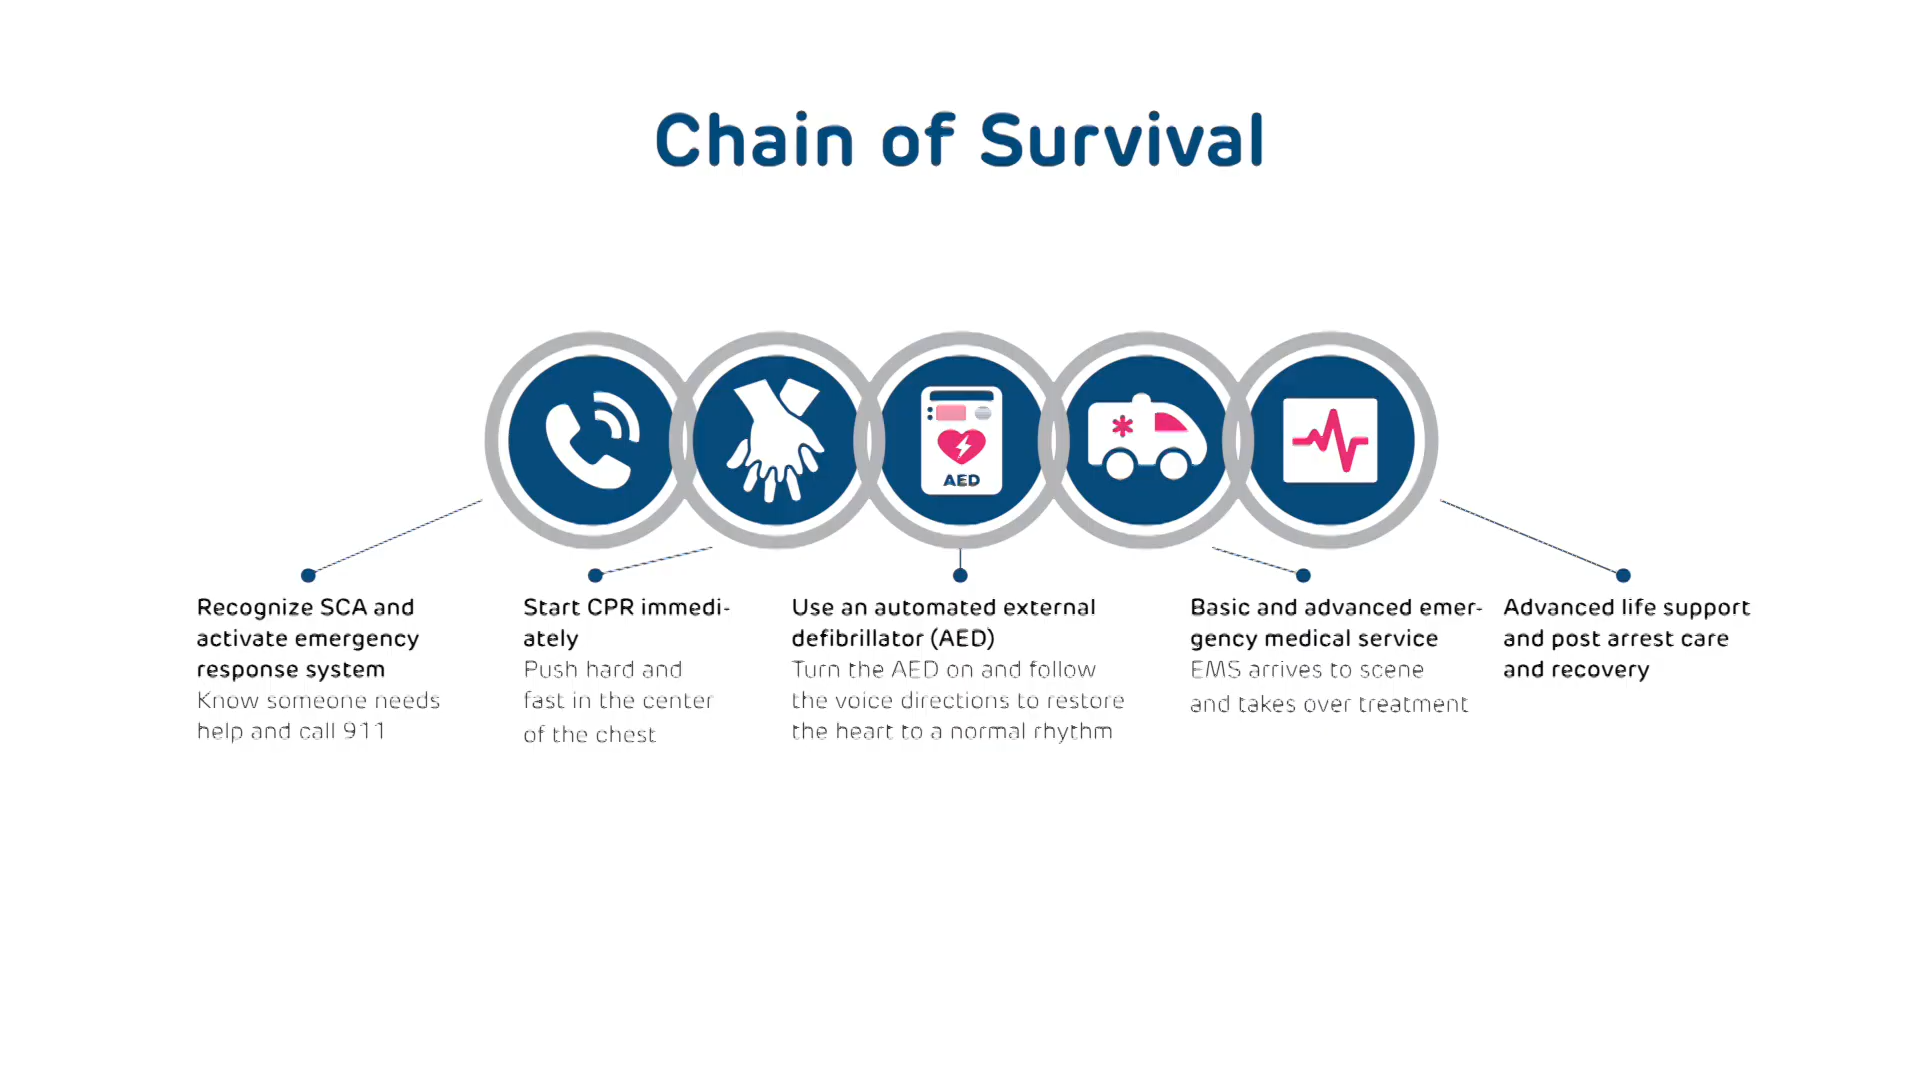 Chain of Survival
AED
Recognize SCA and
activate emergency
response system
Know someone needs
help and call 911
Start CPR immedi-
ately
Push hard and
fast in the center
of the chest
Use an automated external
defibrillator (AED)
Turn the AED on and follow
the voice directions to restore
the heart to a normal rhythm
Basic and advanced emer-
gency medical service
EMS arrives to scene
and takes over treatment
Advanced life support
and post arrest care
and recovery